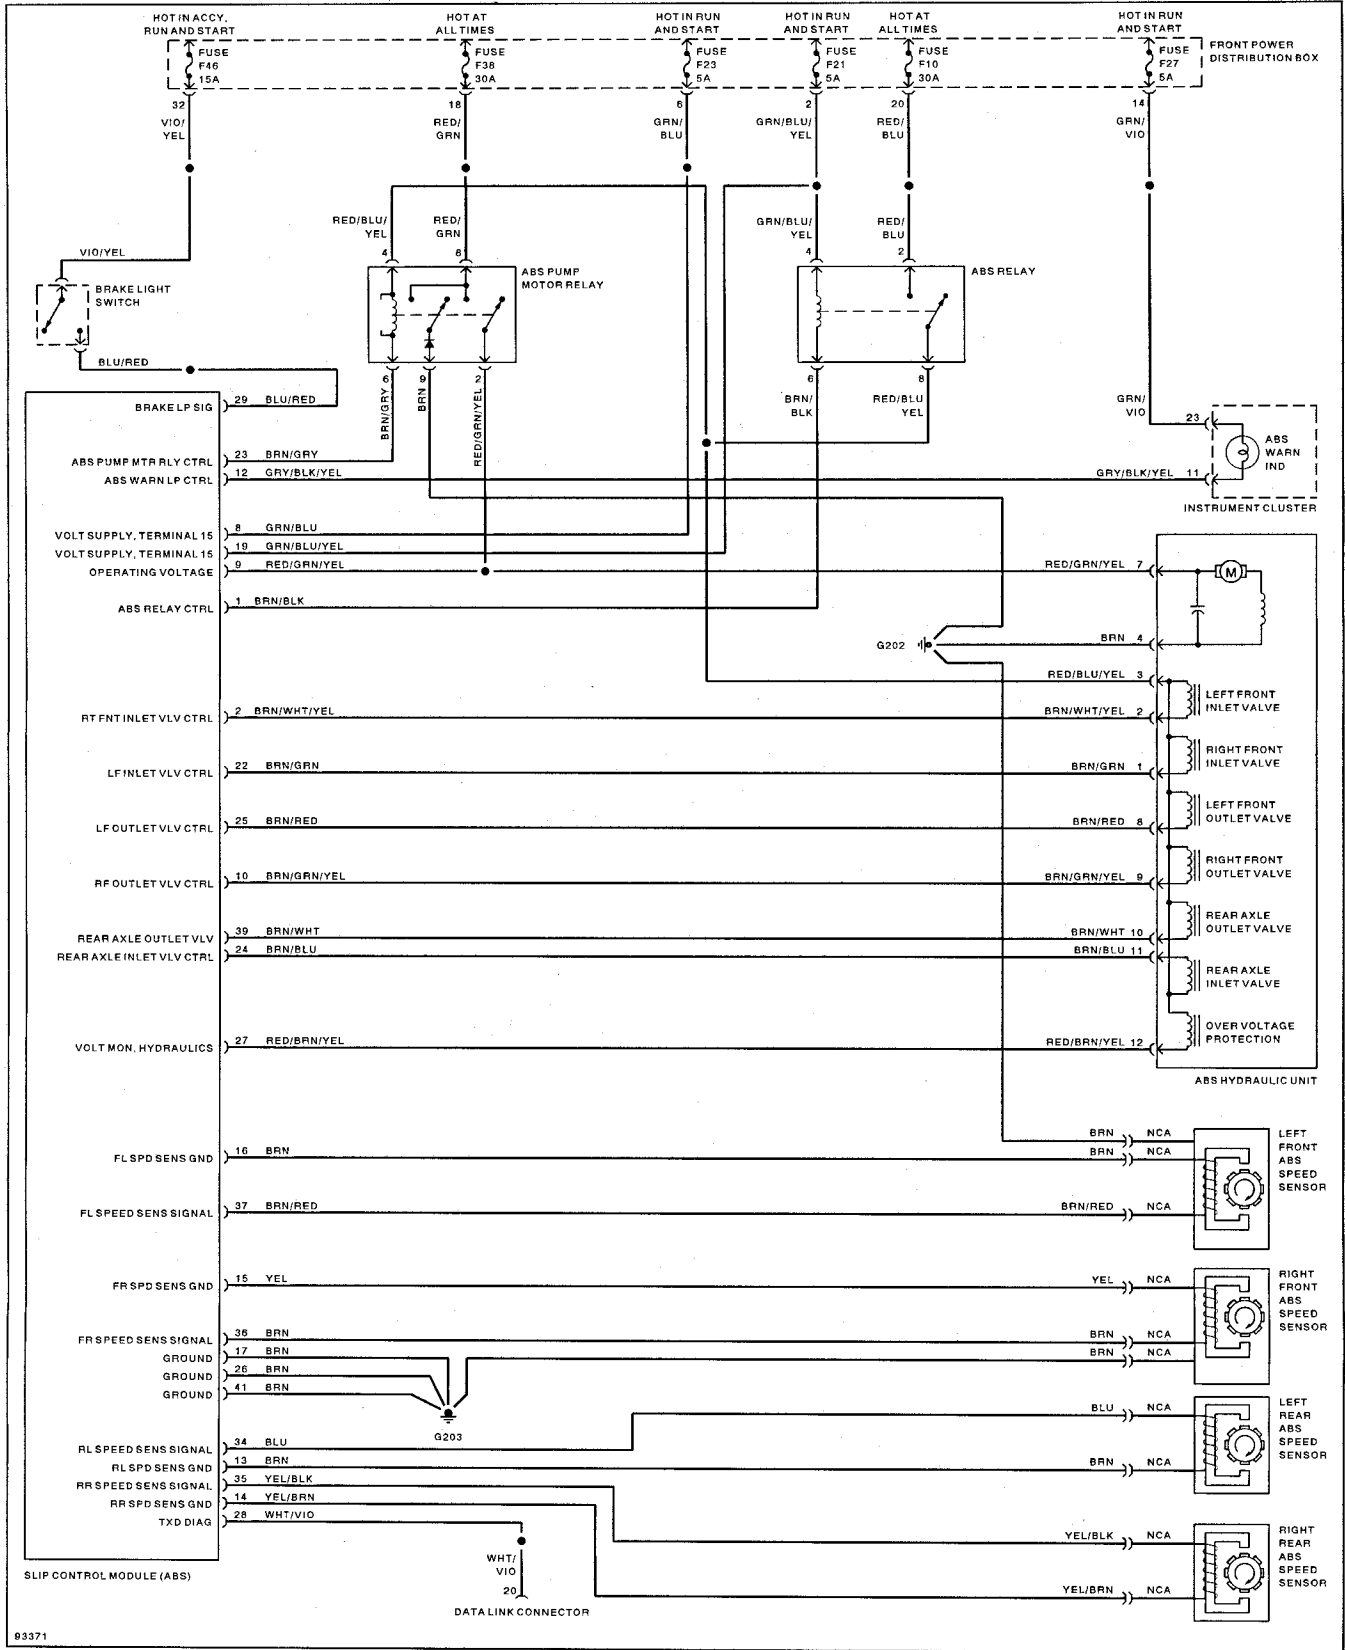 HOT IN ACCY,
RUN AND START
HOT AT
ALL TIMES
HOT IN RUN
AND START
HOT IN RUN
AND START
HOT AT
ALL TIMES
HOT IN RUN
AND START
FUSE
F46
15A
FUSE
F38
30A
FUSE
F23
5A
FUSE
F21
5A
FUSE
F10
30A
FUSE
F27
5A
FRONT POWER
DISTRIBUTION BOX
32
18
6
2
20
14
VIO/
YEL
RED/
GRN
GRN/
BLU
GRN/BLU/
YEL
RED/
BLU
GRN/
VIO
RED/BLU/
YEL
RED/
GRN
GRN/BLU/
YEL
RED/
BLU
VIO/YEL
4
8
4
2
ABS PUMP
MOTOR RELAY
ABS RELAY
BRAKE LIGHT
SWITCH
BLU/RED
6
9
2
6
8
BRN/GRY
BRN
RED/GRN/YEL
BRN/
BLK
RED/BLU
YEL
GRN/
VIO
BRAKE LP SIG 29 BLU/RED
23
ABS
WARN
IND
ABS PUMP MTR RLY CTRL 23 BRN/GRY
ABS WARN LP CTRL 12 GRY/BLK/YEL
GRY/BLK/YEL 11
INSTRUMENT CLUSTER
VOLT SUPPLY, TERMINAL 15 8 GRN/BLU
VOLT SUPPLY, TERMINAL 15 19 GRN/BLU/YEL
OPERATING VOLTAGE 9 RED/GRN/YEL
RED/GRN/YEL 7
M
ABS RELAY CTRL 1 BRN/BLK
G202
BRN 4
RED/BLU/YEL 3
LEFT FRONT
INLET VALVE
RT FNT INLET VLV CTRL 2 BRN/WHT/YEL
BRN/WHT/YEL 2
RIGHT FRONT
INLET VALVE
LF INLET VLV CTRL 22 BRN/GRN
BRN/GRN 1
LEFT FRONT
OUTLET VALVE
LF OUTLET VLV CTRL 25 BRN/RED
BRN/RED 8
RIGHT FRONT
OUTLET VALVE
RF OUTLET VLV CTRL 10 BRN/GRN/YEL
BRN/GRN/YEL 9
REAR AXLE
OUTLET VALVE
REAR AXLE OUTLET VLV 39 BRN/WHT
BRN/WHT 10
REAR AXLE INLET VLV CTRL 24 BRN/BLU
BRN/BLU 11
REAR AXLE
INLET VALVE
OVER VOLTAGE
PROTECTION
VOLT MON, HYDRAULICS 27 RED/BRN/YEL
RED/BRN/YEL 12
ABS HYDRAULIC UNIT
BRN NCA
FL SPD SENS GND 16 BRN
BRN NCA
LEFT
FRONT
ABS
SPEED
SENSOR
FL SPEED SENS SIGNAL 37 BRN/RED
BRN/RED NCA
FR SPD SENS GND 15 YEL
YEL NCA
RIGHT
FRONT
ABS
SPEED
SENSOR
FR SPEED SENS SIGNAL 36 BRN
BRN NCA
GROUND 17 BRN
BRN NCA
GROUND 26 BRN
GROUND 41 BRN
G203
BLU NCA
LEFT
REAR
ABS
SPEED
SENSOR
RL SPEED SENS SIGNAL 34 BLU
RL SPD SENS GND 13 BRN
BRN NCA
RR SPEED SENS SIGNAL 35 YEL/BLK
RR SPD SENS GND 14 YEL/BRN
TXD DIAG 28 WHT/VIO
YEL/BLK NCA
RIGHT
REAR
ABS
SPEED
SENSOR
WHT/
VIO
20
YEL/BRN NCA
SLIP CONTROL MODULE (ABS)
DATA LINK CONNECTOR
93371